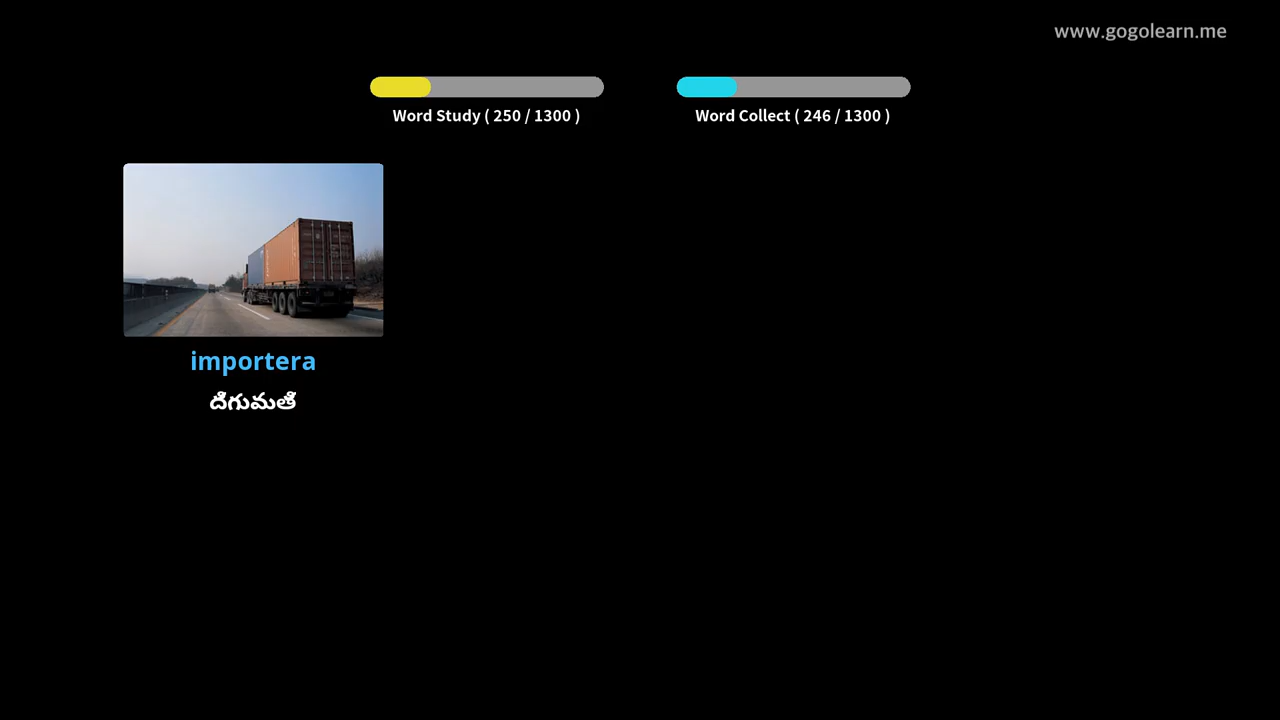 www.gogolearn.me
Word Study ( 250 / 1300 )
Word Collect ( 246 / 1300 )
importera
దిగుమతి